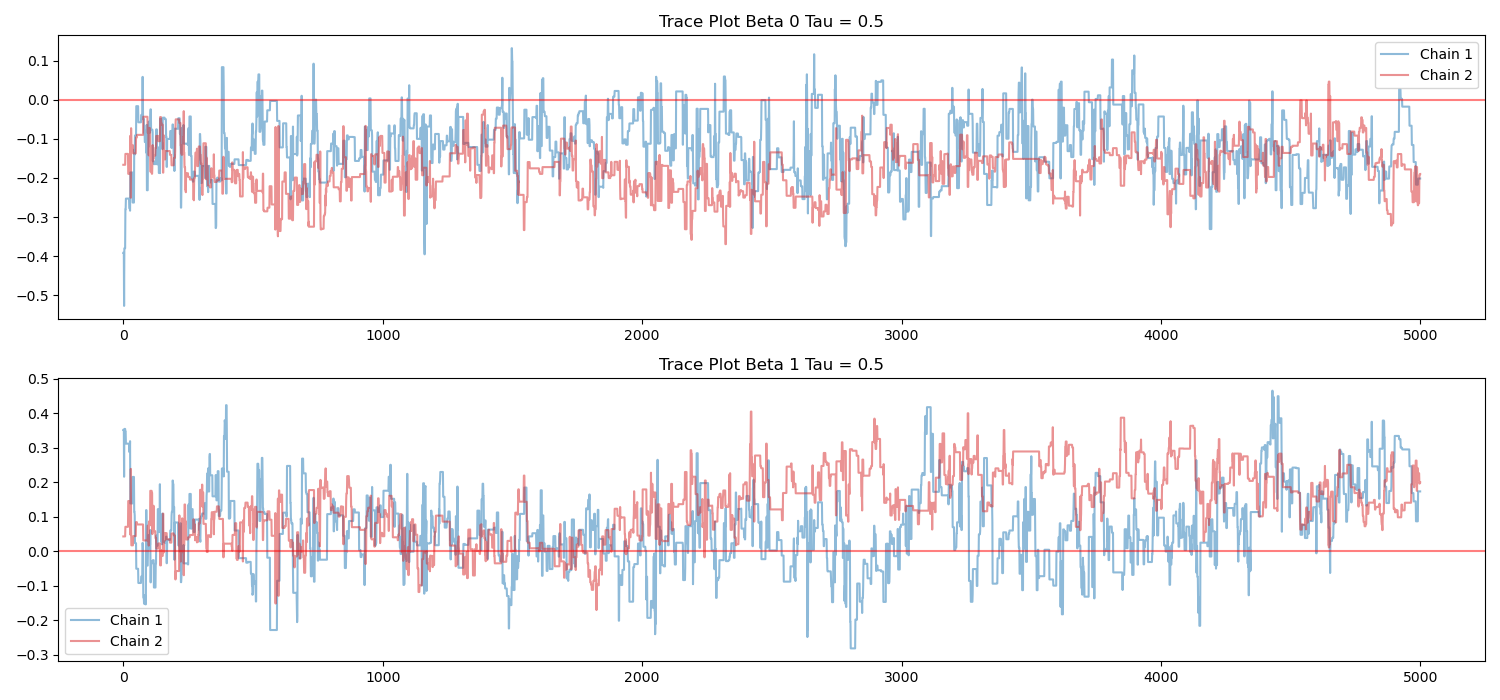 Trace Plot Beta 0 Tau = 0.5
0.1
0.0
−0.1
−0.2
−0.3
−0.4
−0.5
Chain 1
Chain 2
0 1000 2000 3000 4000 5000
Trace Plot Beta 1 Tau = 0.5
0.5
0.4
0.3
0.2
0.1
0.0
−0.1
−0.2
−0.3
Chain 1
Chain 2
0 1000 2000 3000 4000 5000